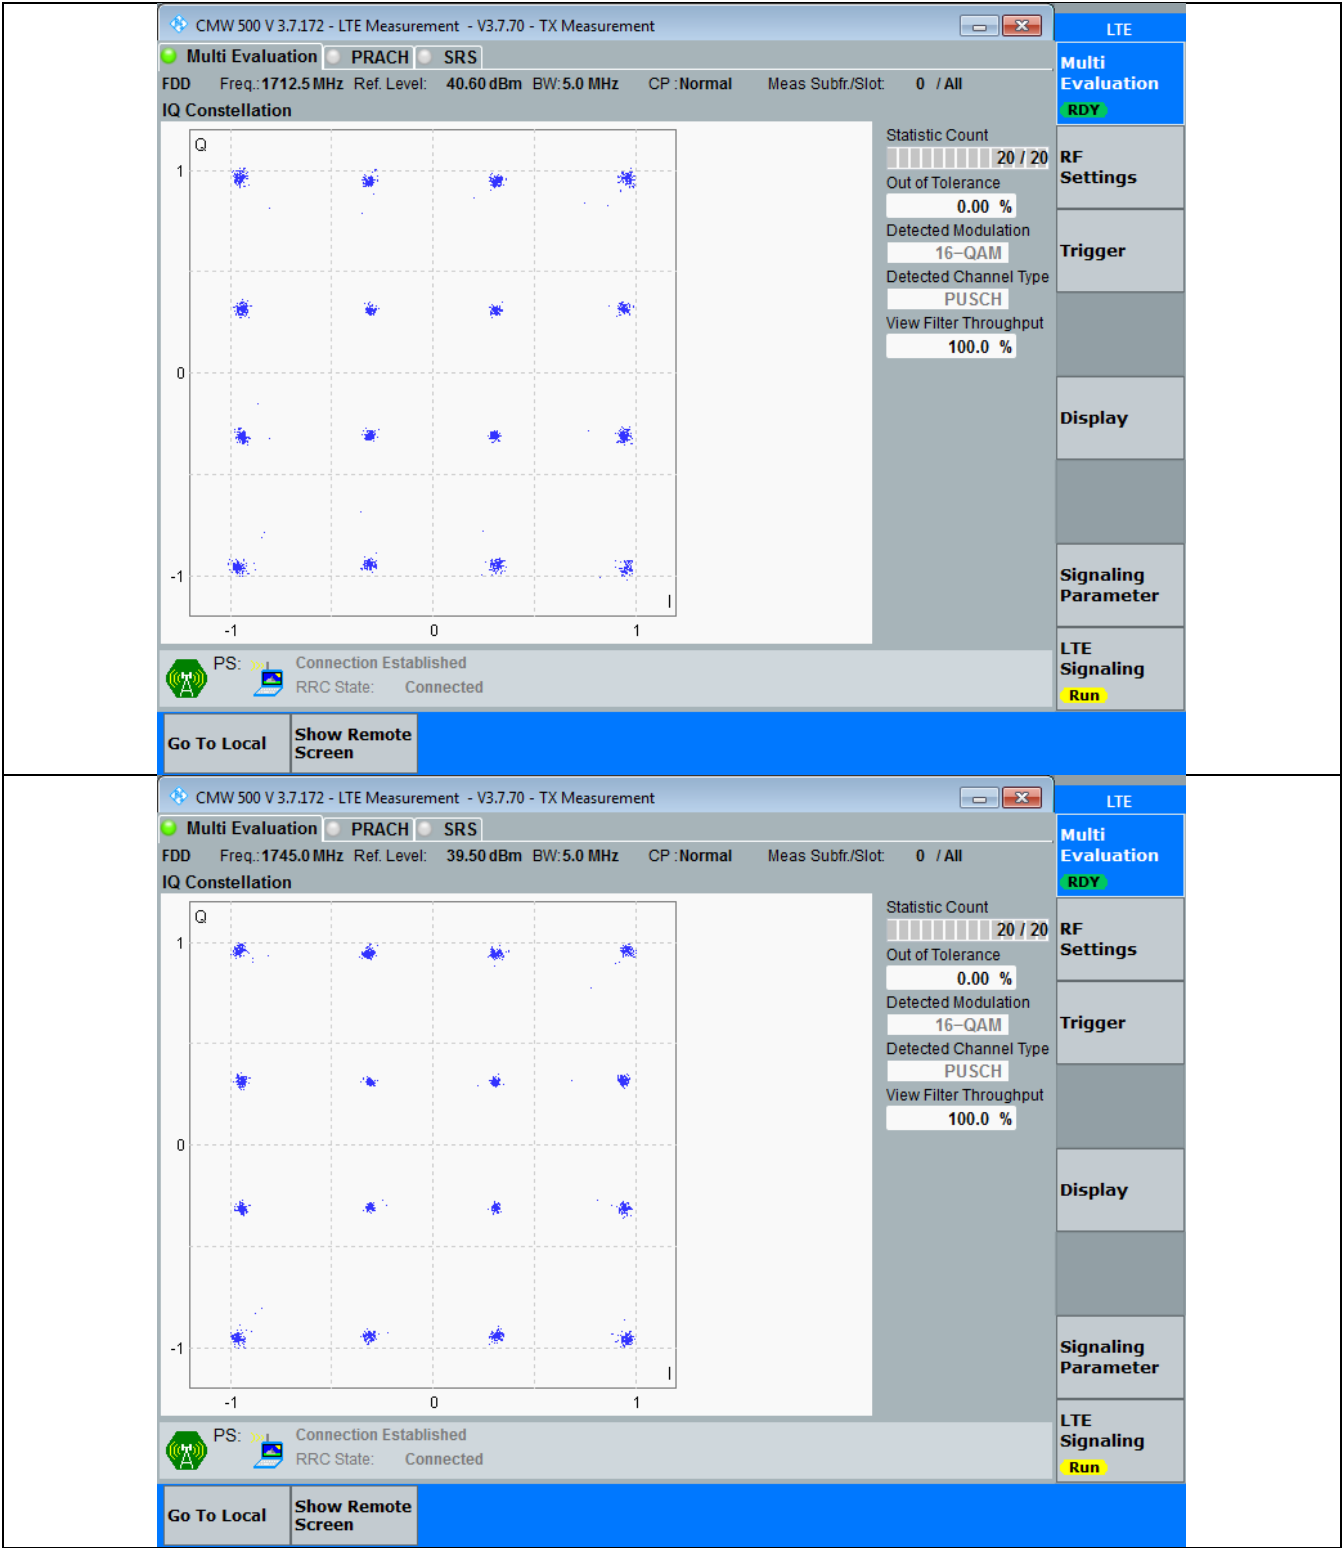 CMW 500 V 3.7.172 - LTE Measurement - V3.7.70 - TX Measurement
LTE
Multi Evaluation PRACH SRS
Multi
Evaluation
RDY
FDD Freq.: 1712.5 MHz Ref. Level: 40.60 dBm BW: 5.0 MHz CP : Normal Meas Subfr./Slot: 0 / All
IQ Constellation
Q
1
0
-1
I
-1 0 1
Statistic Count
20 / 20
Out of Tolerance
0.00 %
Detected Modulation
16-QAM
Detected Channel Type
PUSCH
View Filter Throughput
100.0 %
RF
Settings
Trigger
Display
Signaling
Parameter
LTE
Signaling
Run
PS: Connection Established
RRC State: Connected
Go To Local
Show Remote
Screen
CMW 500 V 3.7.172 - LTE Measurement - V3.7.70 - TX Measurement
LTE
Multi Evaluation PRACH SRS
Multi
Evaluation
RDY
FDD Freq.: 1745.0 MHz Ref. Level: 39.50 dBm BW: 5.0 MHz CP : Normal Meas Subfr./Slot: 0 / All
IQ Constellation
Q
1
0
-1
I
-1 0 1
Statistic Count
20 / 20
Out of Tolerance
0.00 %
Detected Modulation
16-QAM
Detected Channel Type
PUSCH
View Filter Throughput
100.0 %
RF
Settings
Trigger
Display
Signaling
Parameter
LTE
Signaling
Run
PS: Connection Established
RRC State: Connected
Go To Local
Show Remote
Screen